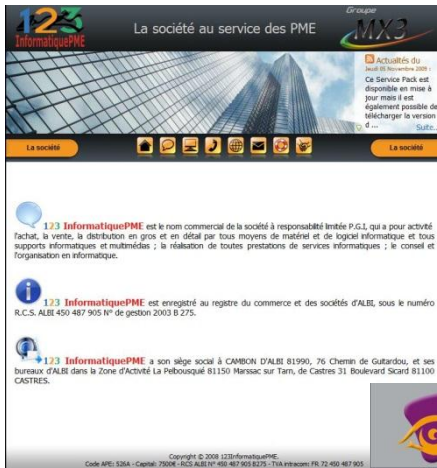 123
InformatiquePME
La société au service des PME
Groupe
MX3
Actualités du
Jeudi 05 Novembre 2009 :
Ce Service Pack est
disponible en mise à
jour mais il est
également possible de
télécharger la version
d ...
Suite...
La société
La société
123 InformatiquePME est le nom commercial de la société à responsabilité limitée P.G.I, qui a pour activité
l'achat, la vente, la distribution en gros et en détail par tous moyens de matériel et de logiciel informatique et tous
supports informatiques et multimédias ; la réalisation de toutes prestations de services informatiques ; le conseil et
l'organisation en informatique.
123 InformatiquePME est enregistré au registre du commerce et des sociétés d'ALBI, sous le numéro
R.C.S. ALBI 450 487 905 N° de gestion 2003 B 275.
123 InformatiquePME a son siège social à CAMBON D'ALBI 81990, 76 Chemin de Guitardou, et ses
bureaux d'ALBI dans la Zone d'Activité La Pelbousquié 81150 Marssac sur Tarn, de Castres 31 Boulevard Sicard 81100
CASTRES.
Copyright © 2008 123InformatiquePME.
Code APE: 526A - Capital: 7500€ - RCS ALBI N° 450 487 905 B275 - TVA intracom: FR 72 450 487 905